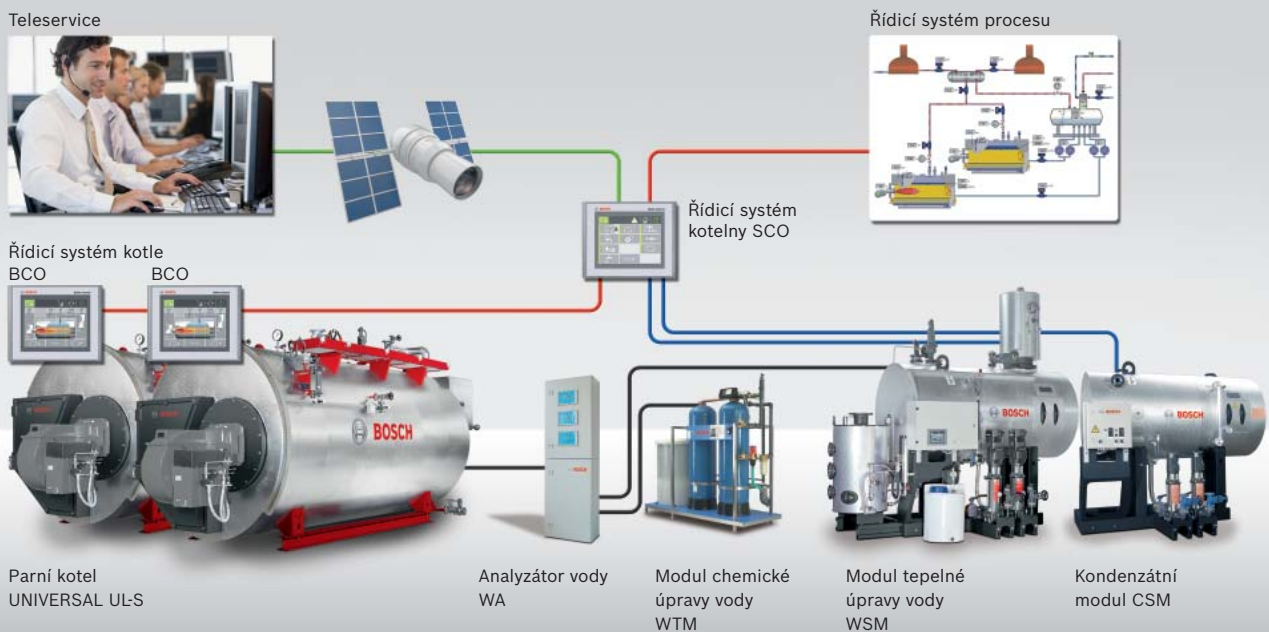 Teleservice
Řídicí systém procesu
Řídicí systém
kotelny SCO
Řídicí systém kotle
BCO
BCO
BOSCH
BOSCH
BOSCH
Parní kotel
UNIVERSAL UL-S
Analyzátor vody
WA
Modul chemické
úpravy vody
WTM
Modul tepelné
úpravy vody
WSM
Kondenzátní
modul CSM